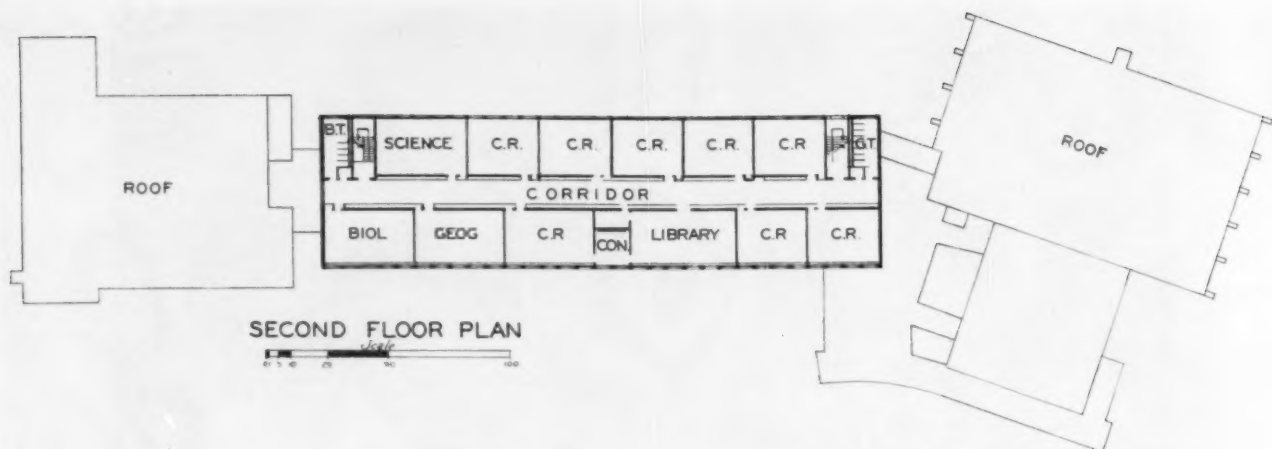 B.T. SCIENCE. C.R. C.R. C.R. C.R. C.R G.T.
ROOF
ROOF
CORRIDOR
BIOL GEOG C.R CON. LIBRARY C.R C.R.
SECOND FLOOR PLAN
Scale
0 5 10 25 50 100